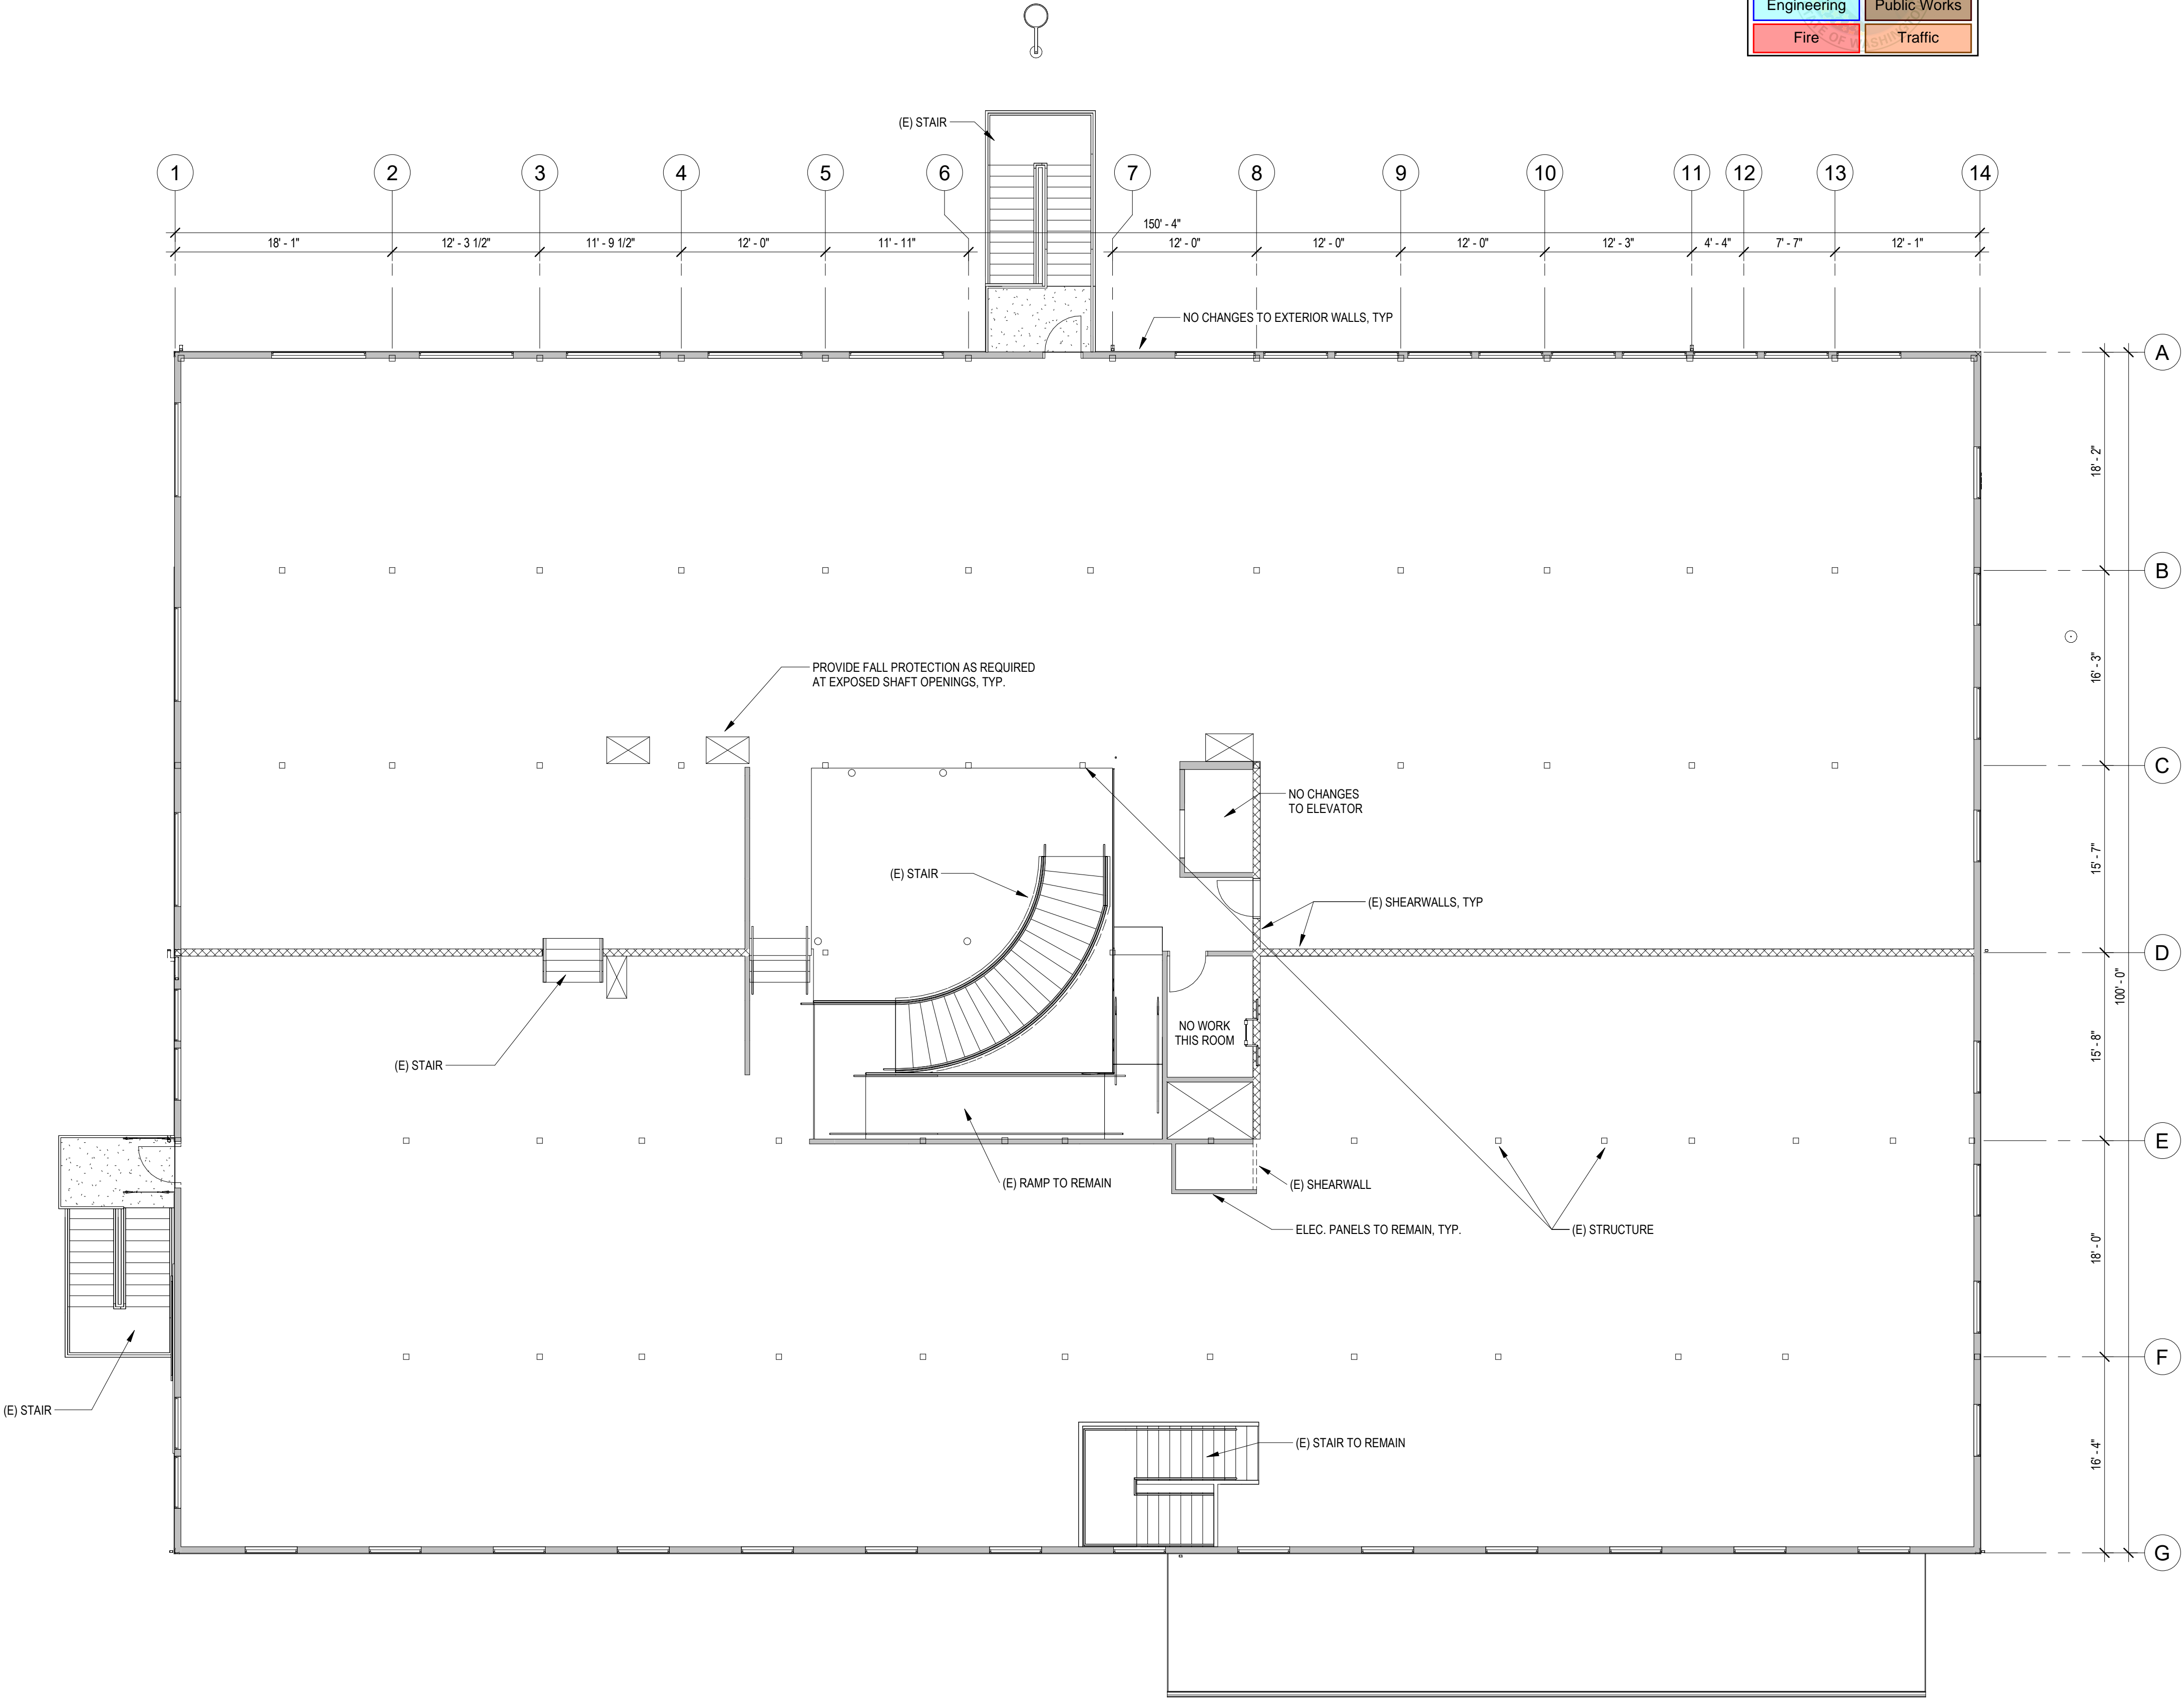 Engineering
Public Works
Fire
Traffic
(E) STAIR
1
2
3
4
5
6
7
8
9
10
11
12
13
14
150' - 4"
18' - 1"
12' - 3 1/2"
11' - 9 1/2"
12' - 0"
11' - 11"
12' - 0"
12' - 0"
12' - 0"
12' - 3"
4' - 4"
7' - 7"
12' - 1"
NO CHANGES TO EXTERIOR WALLS, TYP
A
18' - 2"
B
16' - 3"
PROVIDE FALL PROTECTION AS REQUIRED
AT EXPOSED SHAFT OPENINGS, TYP.
C
NO CHANGES
TO ELEVATOR
15' - 7"
(E) STAIR
(E) SHEARWALLS, TYP
D
100' - 0"
NO WORK
THIS ROOM
15' - 8"
(E) STAIR
E
(E) RAMP TO REMAIN
(E) SHEARWALL
ELEC. PANELS TO REMAIN, TYP.
(E) STRUCTURE
18' - 0"
F
(E) STAIR
(E) STAIR TO REMAIN
16' - 4"
G